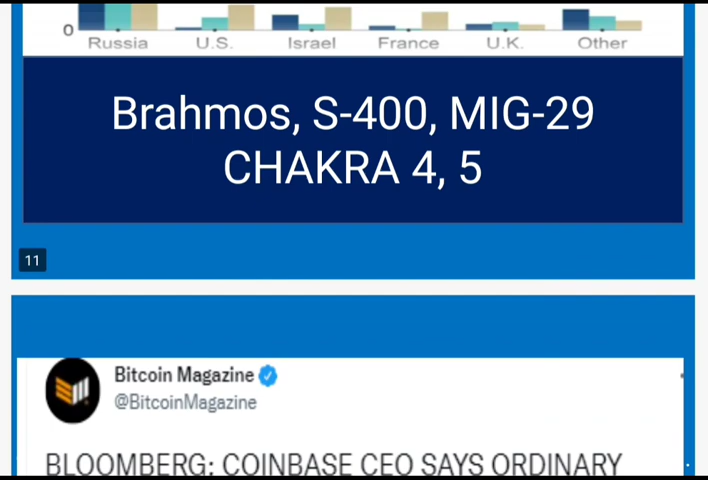 0
Russia U.S. Israel France U.K. Other
Brahmos, S-400, MIG-29
CHAKRA 4, 5
11
Bitcoin Magazine
@BitcoinMagazine
BLOOMBERG: COINBASE CEO SAYS ORDINARY